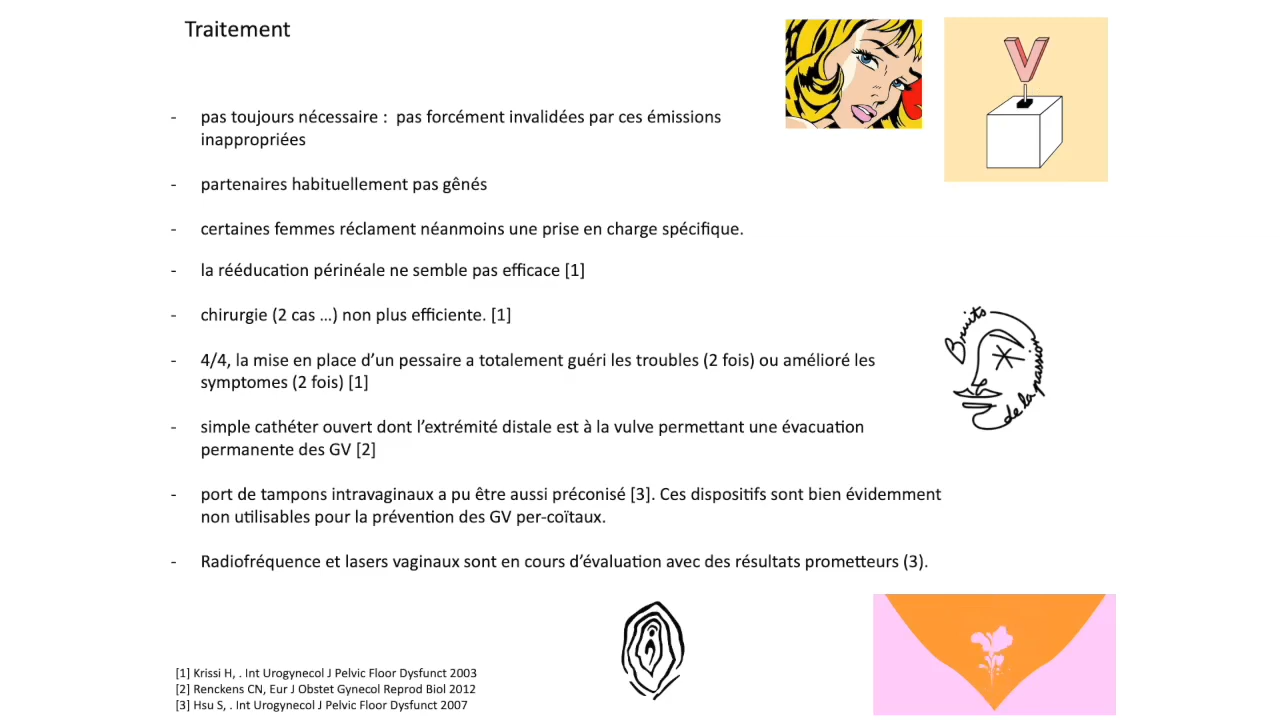 Traitement
- pas toujours nécessaire :  pas forcément invalidées par ces émissions
inappropriées
- partenaires habituellement pas gênés
- certaines femmes réclament néanmoins une prise en charge spécifique.
- la rééducation périnéale ne semble pas efficace [1]
- chirurgie (2 cas …) non plus efficiente. [1]
- 4/4, la mise en place d’un pessaire a totalement guéri les troubles (2 fois) ou amélioré les
symptomes (2 fois) [1]
- simple cathéter ouvert dont l’extrémité distale est à la vulve permettant une évacuation
permanente des GV [2]
- port de tampons intravaginaux a pu être aussi préconisé [3]. Ces dispositifs sont bien évidemment
non utilisables pour la prévention des GV per-coïtaux.
- Radiofréquence et lasers vaginaux sont en cours d’évaluation avec des résultats prometteurs (3).
V
Bruits
de la passion
[1] Krissi H, . Int Urogynecol J Pelvic Floor Dysfunct 2003
[2] Renckens CN, Eur J Obstet Gynecol Reprod Biol 2012
[3] Hsu S, . Int Urogynecol J Pelvic Floor Dysfunct 2007